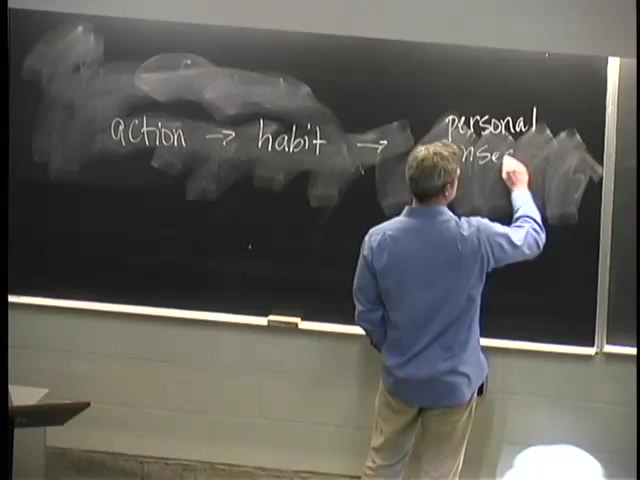 action → habit → personal